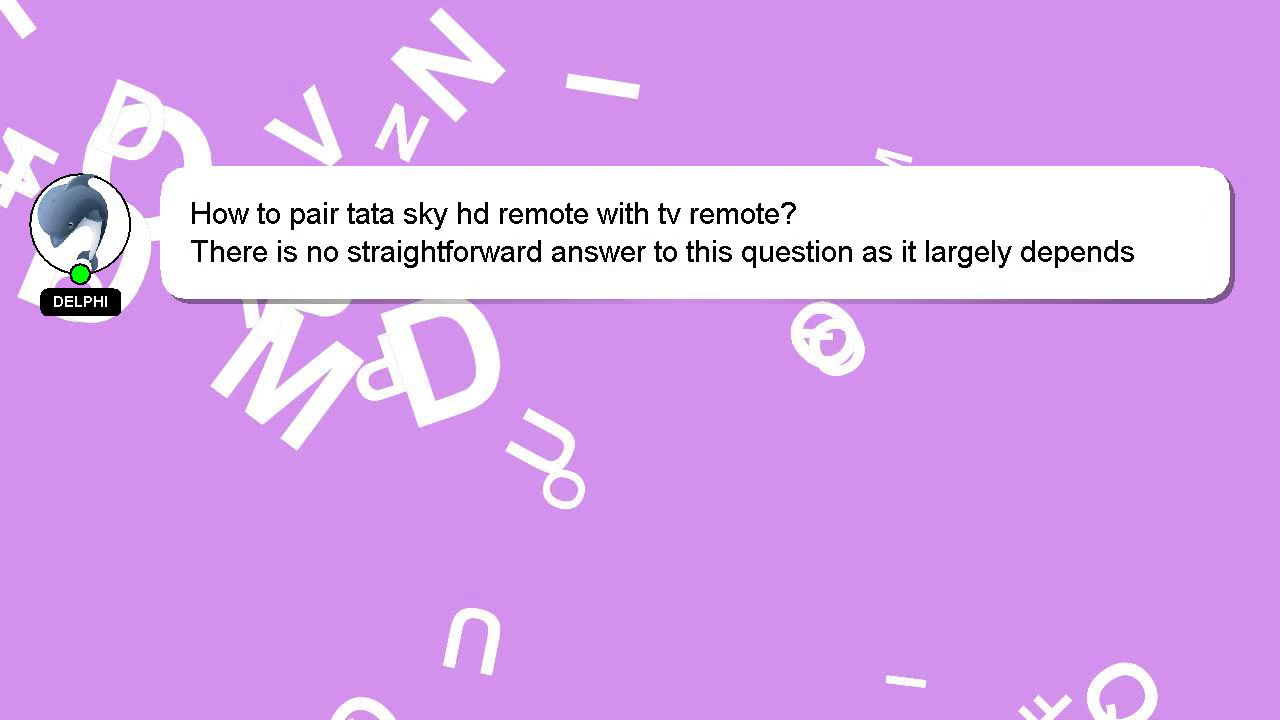 How to pair tata sky hd remote with tv remote?
There is no straightforward answer to this question as it largely depends
DELPHI